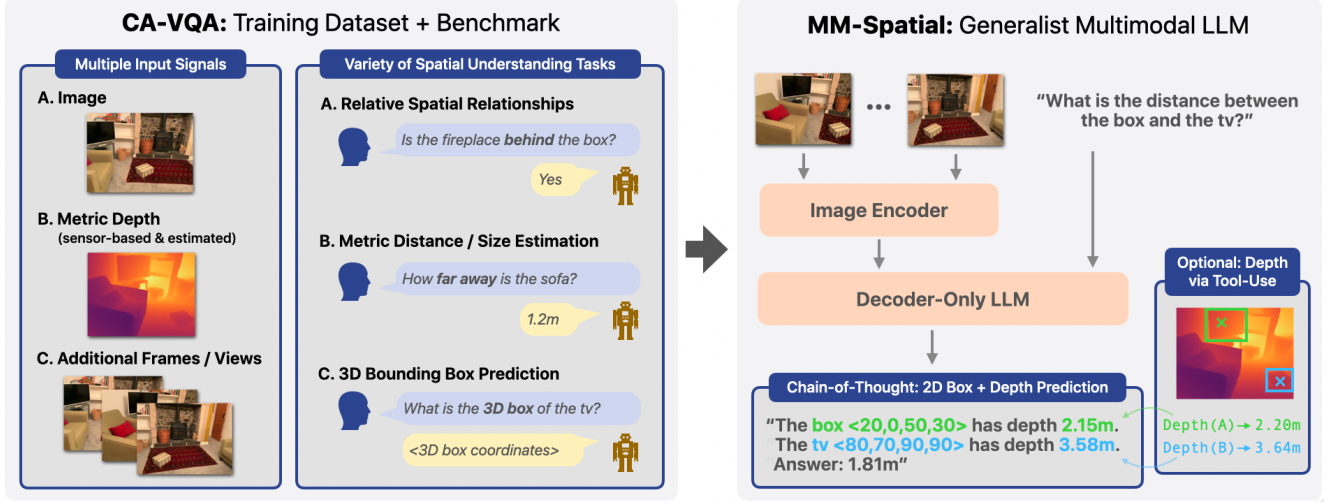 CA-VQA: Training Dataset + Benchmark
Multiple Input Signals
A. Image
B. Metric Depth
(sensor-based & estimated)
C. Additional Frames / Views
Variety of Spatial Understanding Tasks
A. Relative Spatial Relationships
Is the fireplace behind the box?
Yes
B. Metric Distance / Size Estimation
How far away is the sofa?
1.2m
C. 3D Bounding Box Prediction
What is the 3D box of the tv?
<3D box coordinates>
MM-Spatial: Generalist Multimodal LLM
“What is the distance between
the box and the tv?”
Image Encoder
Decoder-Only LLM
Optional: Depth
via Tool-Use
Chain-of-Thought: 2D Box + Depth Prediction
“The box <20,0,50,30> has depth 2.15m.
The tv <80,70,90,90> has depth 3.58m.
Answer: 1.81m”
Depth(A)→2.20m
Depth(B)→3.64m